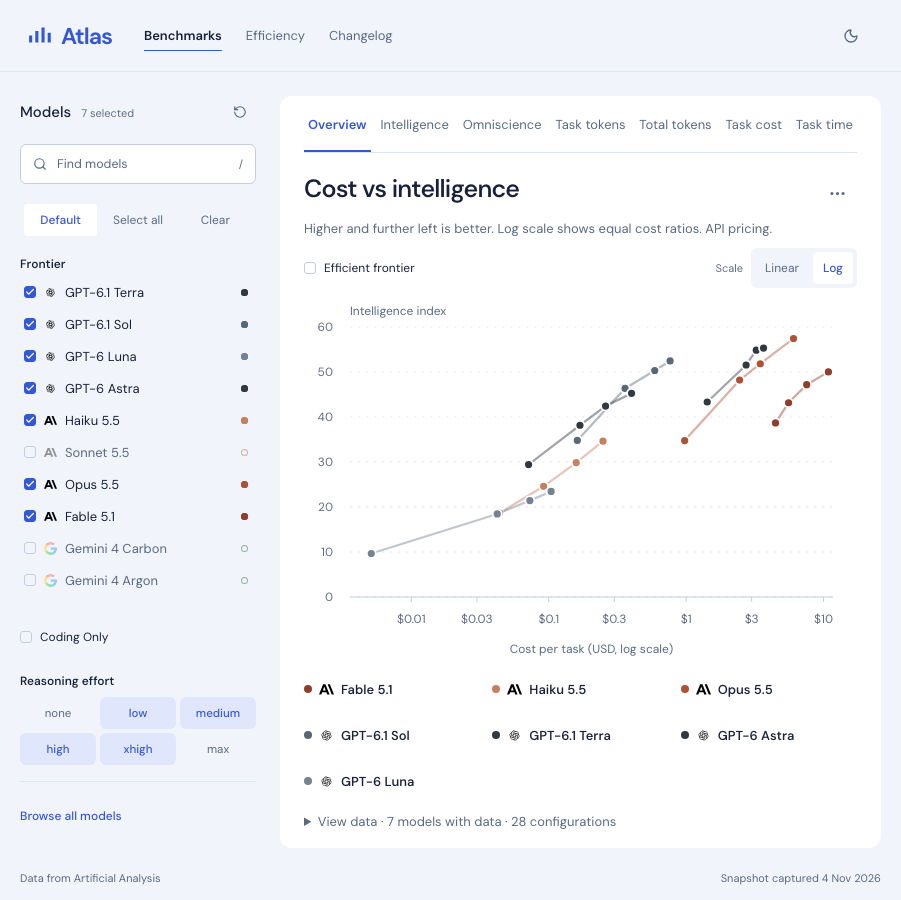 Atlas
Benchmarks Efficiency Changelog
Models 7 selected
Find models /
Default Select all Clear
Frontier
GPT-6.1 Terra
GPT-6.1 Sol
GPT-6 Luna
GPT-6 Astra
Haiku 5.5
Sonnet 5.5
Opus 5.5
Fable 5.1
Gemini 4 Carbon
Gemini 4 Argon
Coding Only
Reasoning effort
none low medium
high xhigh max
Browse all models
Overview Intelligence Omniscience Task tokens Total tokens Task cost Task time
Cost vs intelligence
Higher and further left is better. Log scale shows equal cost ratios. API pricing.
Efficient frontier Scale Linear Log
Intelligence index
60
50
40
30
20
10
0
$0.01 $0.03 $0.1 $0.3 $1 $3 $10
Cost per task (USD, log scale)
Fable 5.1 Haiku 5.5 Opus 5.5
GPT-6.1 Sol GPT-6.1 Terra GPT-6 Astra
GPT-6 Luna
View data · 7 models with data · 28 configurations
Data from Artificial Analysis
Snapshot captured 4 Nov 2026